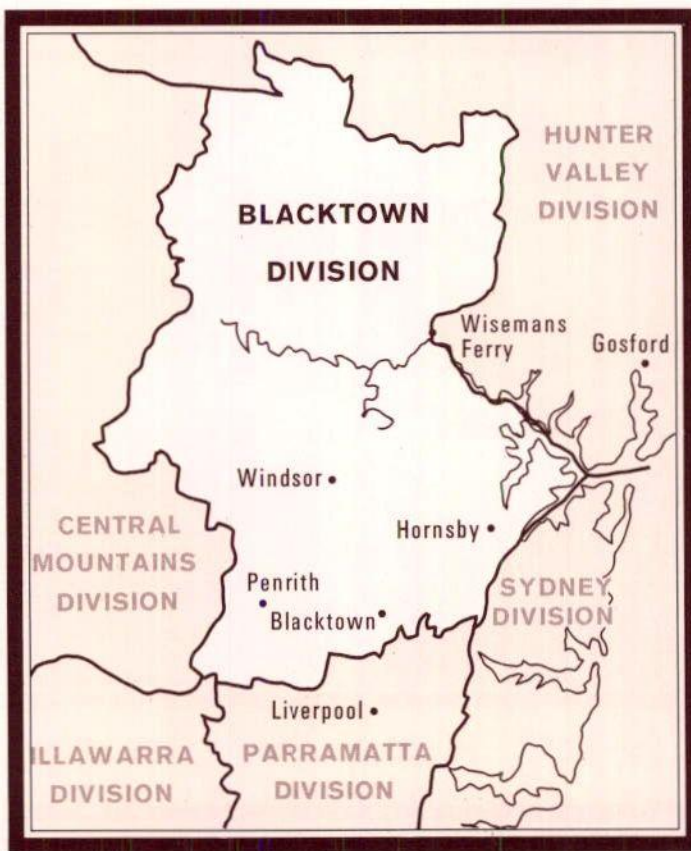 HUNTER
VALLEY
DIVISION
BLACKTOWN
DIVISION
Wisemans
Ferry
Gosford
Windsor
Hornsby
CENTRAL
MOUNTAINS
DIVISION
Penrith
Blacktown
SYDNEY
DIVISION
Liverpool
ILLAWARRA
DIVISION
PARRAMATTA
DIVISION